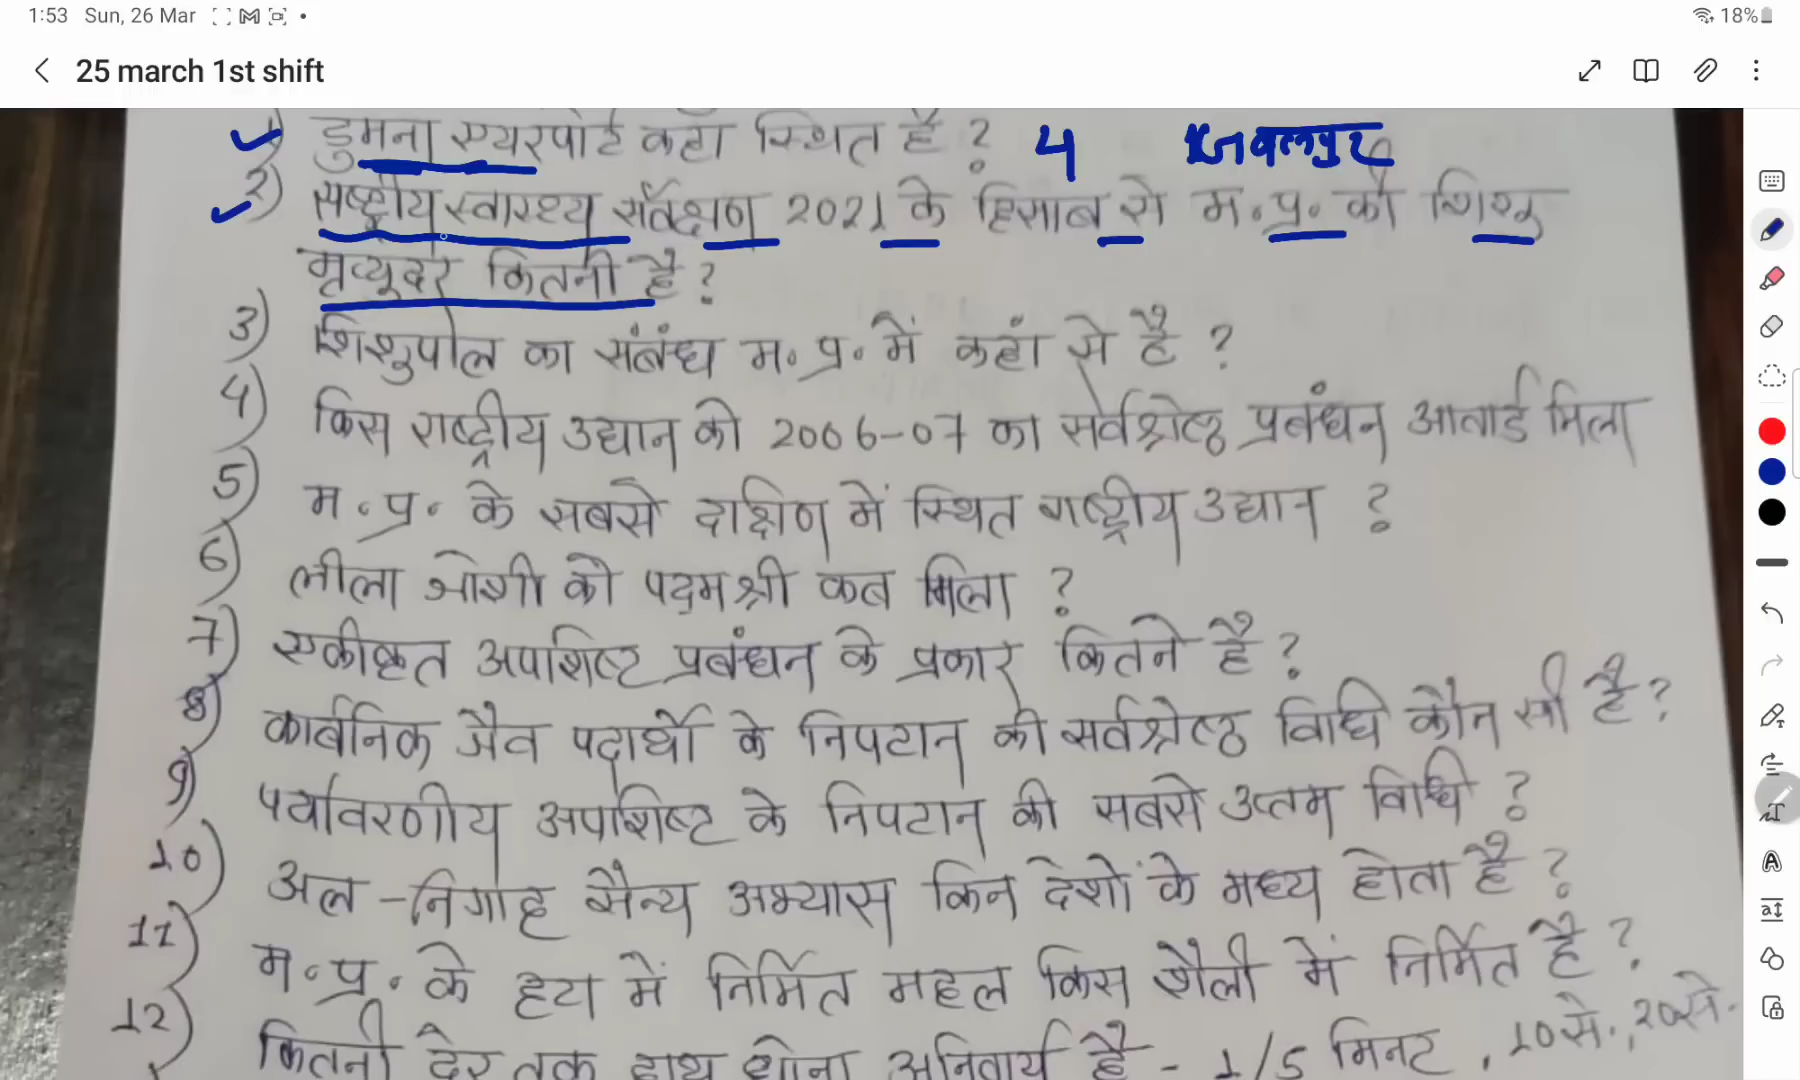 1:53 Sun, 26 Mar
18%
25 march 1st shift
1) डुमना एयरपोर्ट कहाँ स्थित है ? 4 जबलपुर
2) राष्ट्रीय स्वास्थ्य सर्वेक्षण 2021 के हिसाब से म.प्र. की शिशु
मृत्युदर कितनी है ?
3) शिशुपाल का संबंध म.प्र. में कहां से है ?
4) किस राष्ट्रीय उद्यान को 2006-07 का सर्वश्रेष्ठ प्रबंधन आवार्ड मिला
5) म.प्र. के सबसे दक्षिण में स्थित राष्ट्रीय उद्यान ?
6) लीला जोशी को पद्मश्री कब मिला ?
7) एकीकृत अपशिष्ट प्रबंधन के प्रकार कितने है ?
8) कार्बनिक जैव पदार्थो के निपटान की सर्वश्रेष्ठ विधि कौन सी है ?
9) पर्यावरणीय अपशिष्ट के निपटान की सबसे उत्तम विधि ?
10) अल-निगाह सैन्य अभ्यास किन देशों के मध्य होता है ?
11) म.प्र. के हटा में निर्मित महल किस शैली में निर्मित है ?
12) कितनी देर तक हाथ धोना अनिवार्य है - 1/5 मिनट, 10से., 20से.